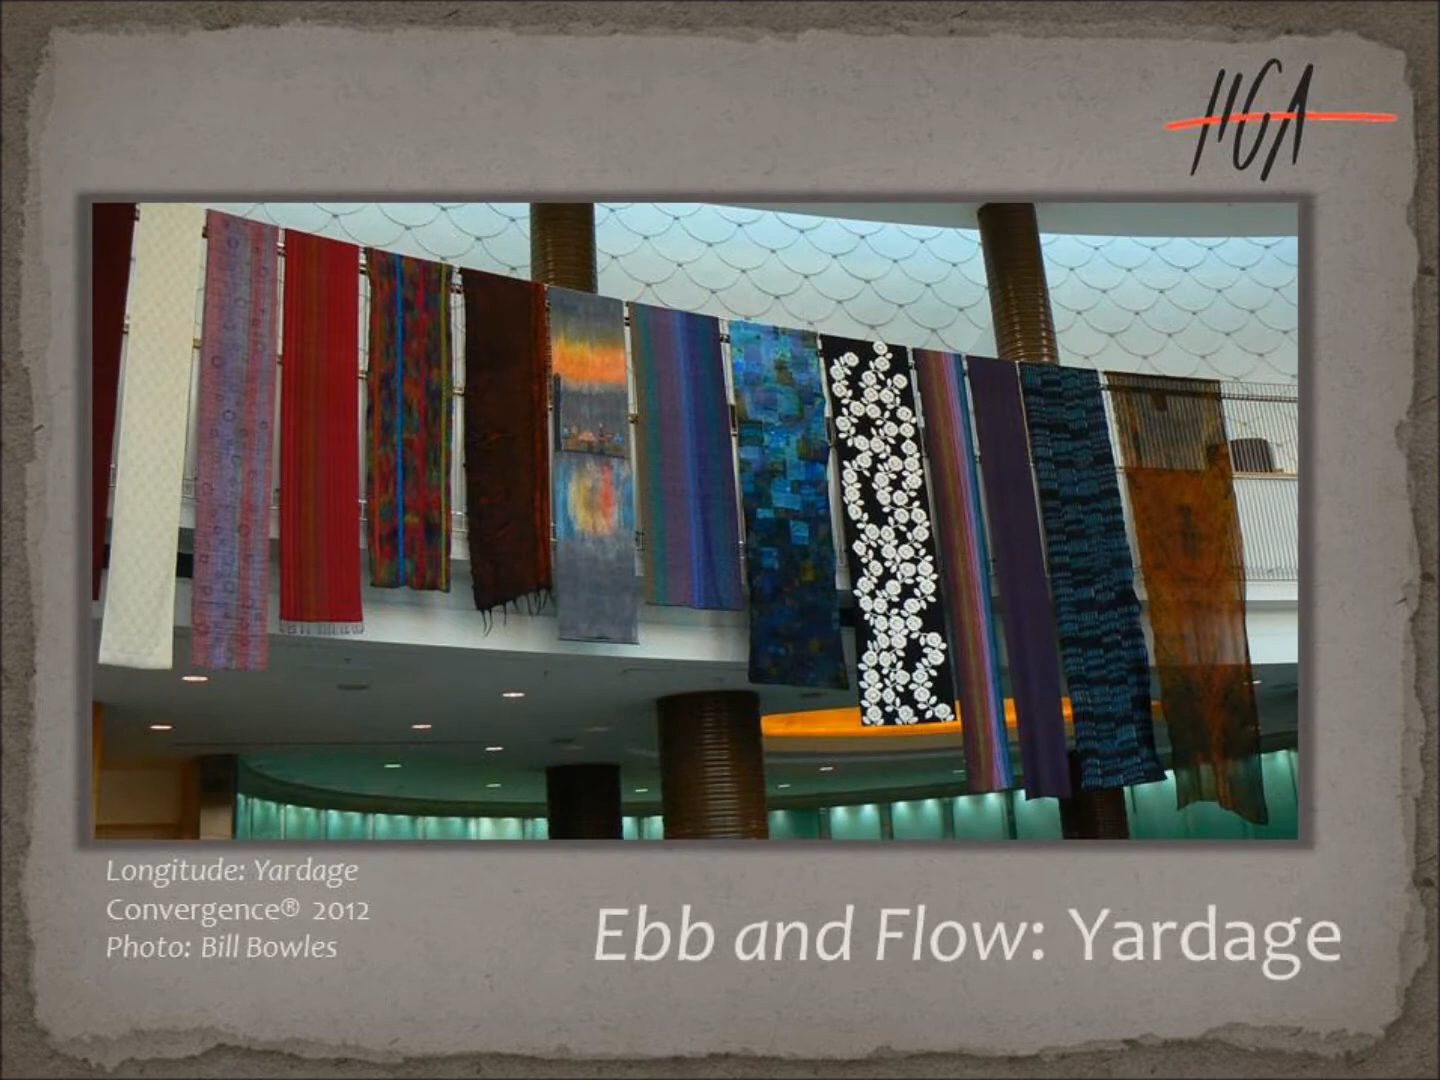 HGA
Longitude: Yardage
Convergence® 2012
Photo: Bill Bowles
Ebb and Flow: Yardage